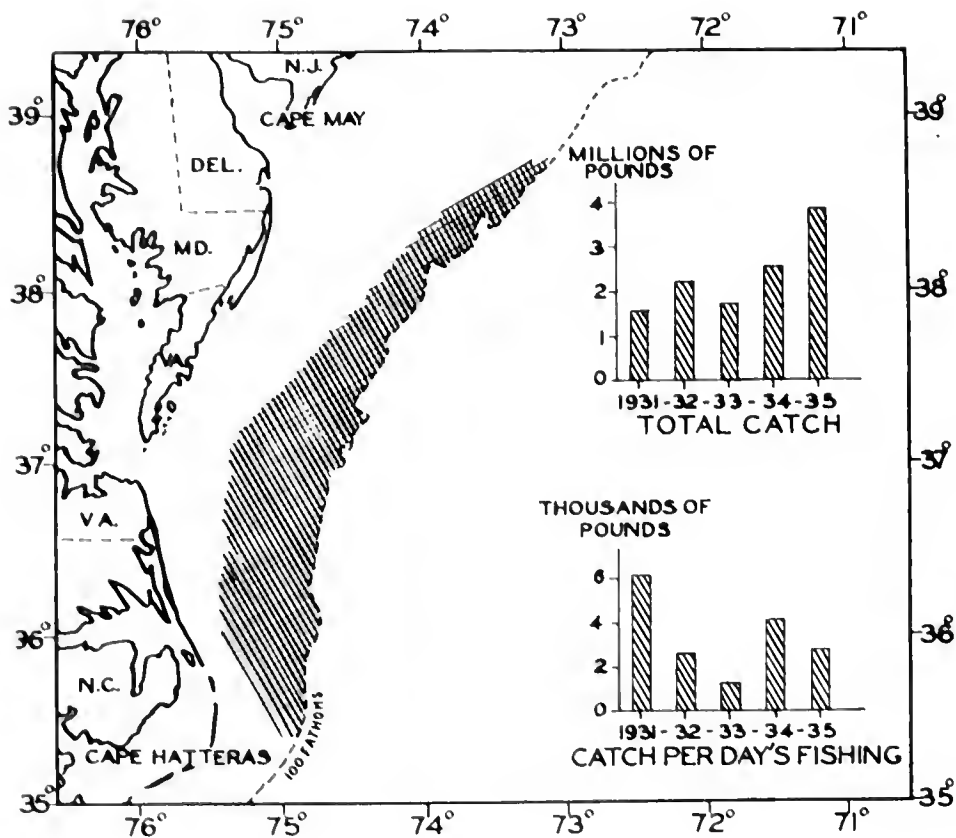 76° 75° 74° 73° 72° 71°
N.J.
39° 39°
CAPE MAY
DEL.
MD.
38° 38°
VA.
37° 37°
VA.
36° 36°
N.C.
CAPE HATTERAS
100 FATHOMS
35° 35°
76° 75° 74° 73° 72° 71°
MILLIONS OF
POUNDS
4
3
2
1
0
1931 -32 -33 -34 -35
TOTAL CATCH
THOUSANDS OF
POUNDS
6
4
2
0
1931 -32 -33 -34 -35
CATCH PER DAY'S FISHING